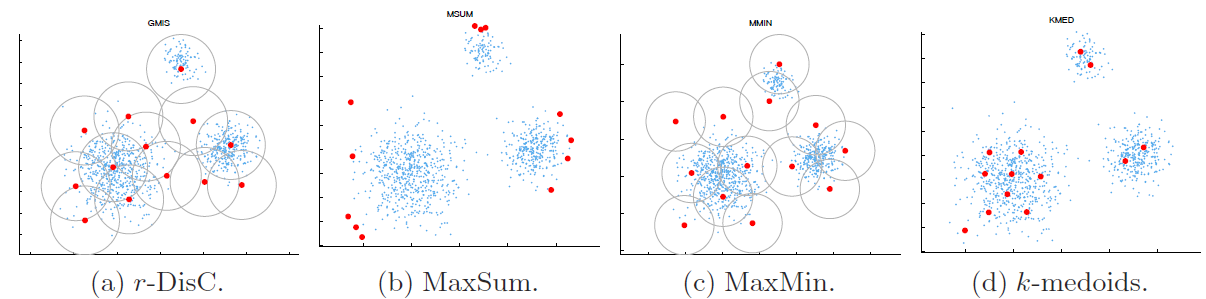 GMIS
MSUM
MMIN
KMED
(a) r-DisC.
(b) MaxSum.
(c) MaxMin.
(d) k-medoids.